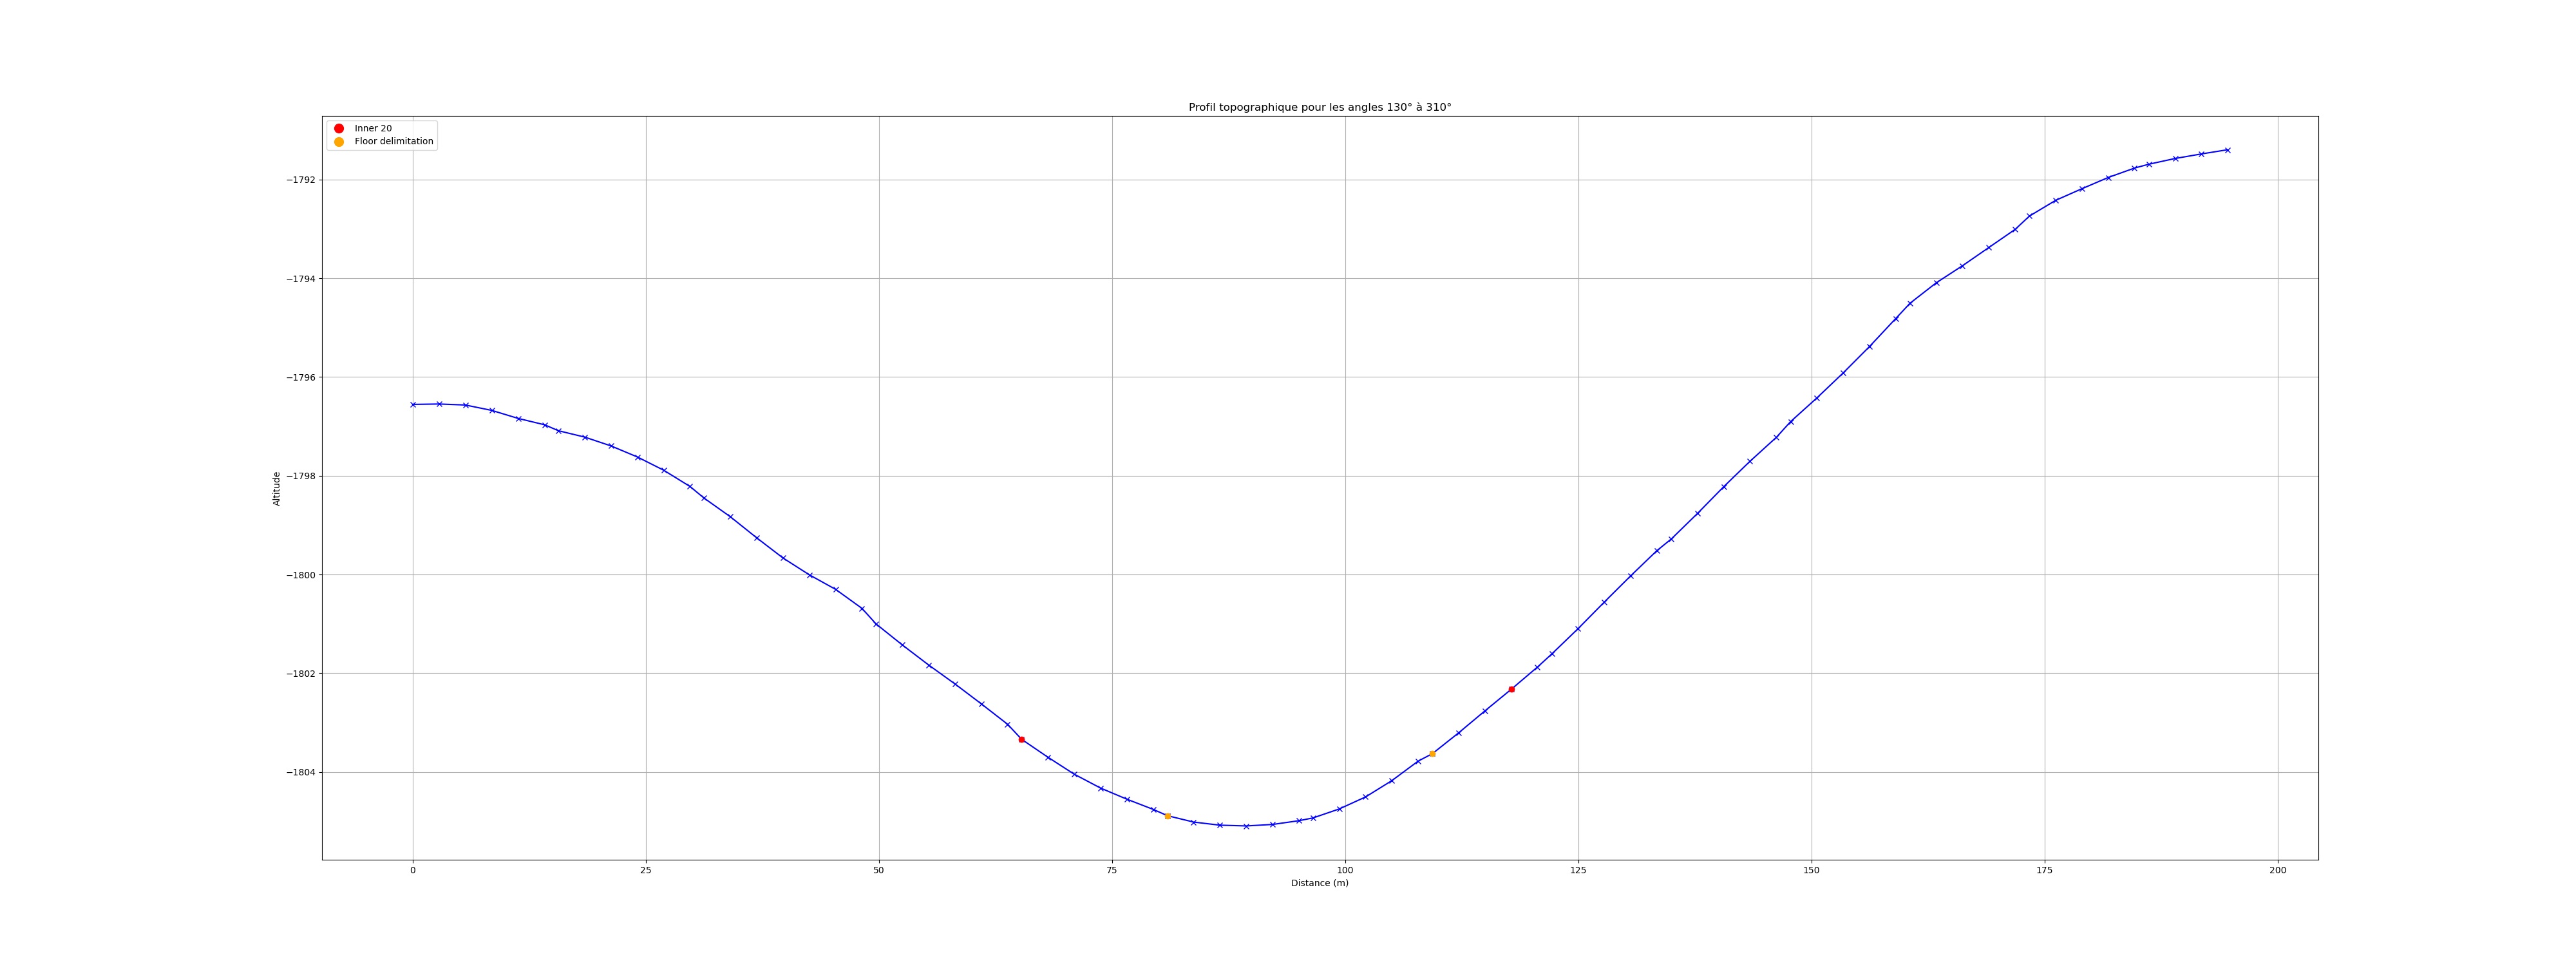 Profil topographique pour les angles 130° à 310°
Inner 20
Floor delimitation
−1792
−1794
−1796
−1798
−1800
−1802
−1804
Altitude
0 25 50 75 100 125 150 175 200
Distance (m)